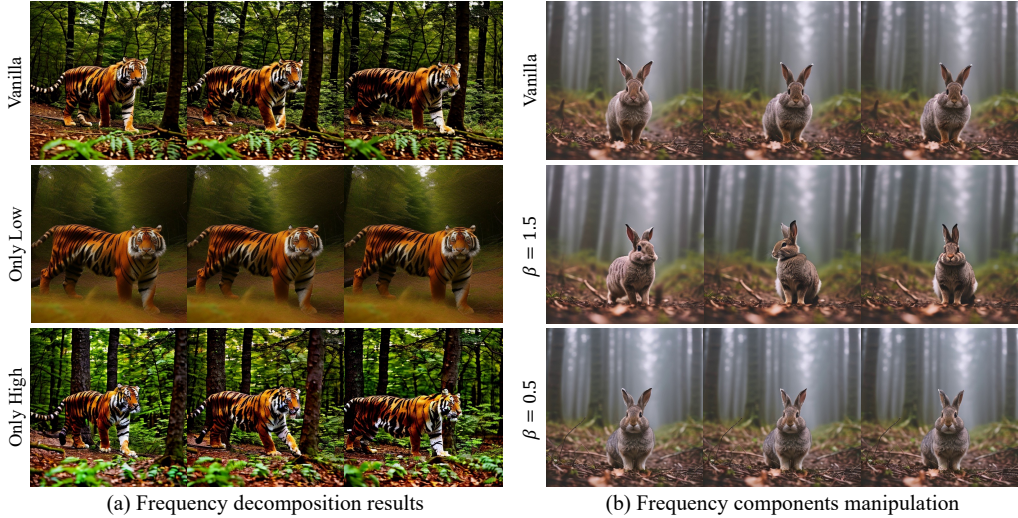 Vanilla
Only Low
Only High
(a) Frequency decomposition results
Vanilla
β = 1.5
β = 0.5
(b) Frequency components manipulation